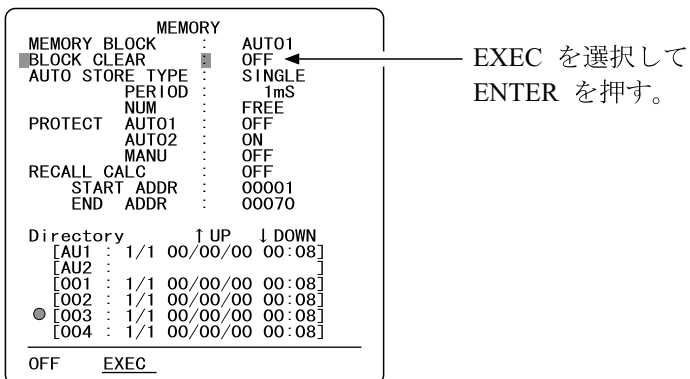 MEMORY
MEMORY BLOCK : AUTO1
BLOCK CLEAR : OFF
AUTO STORE TYPE : SINGLE
PERIOD : 1mS
NUM : FREE
PROTECT AUTO1 : OFF
AUTO2 : ON
MANU : OFF
RECALL CALC : OFF
START ADDR : 00001
END ADDR : 00070
Directory ↑UP ↓DOWN
[AU1 : 1/1 00/00/00 00:08]
[AU2 : ]
[001 : 1/1 00/00/00 00:08]
[002 : 1/1 00/00/00 00:08]
[003 : 1/1 00/00/00 00:08]
[004 : 1/1 00/00/00 00:08]
OFF EXEC
EXEC を選択して
ENTER を押す。